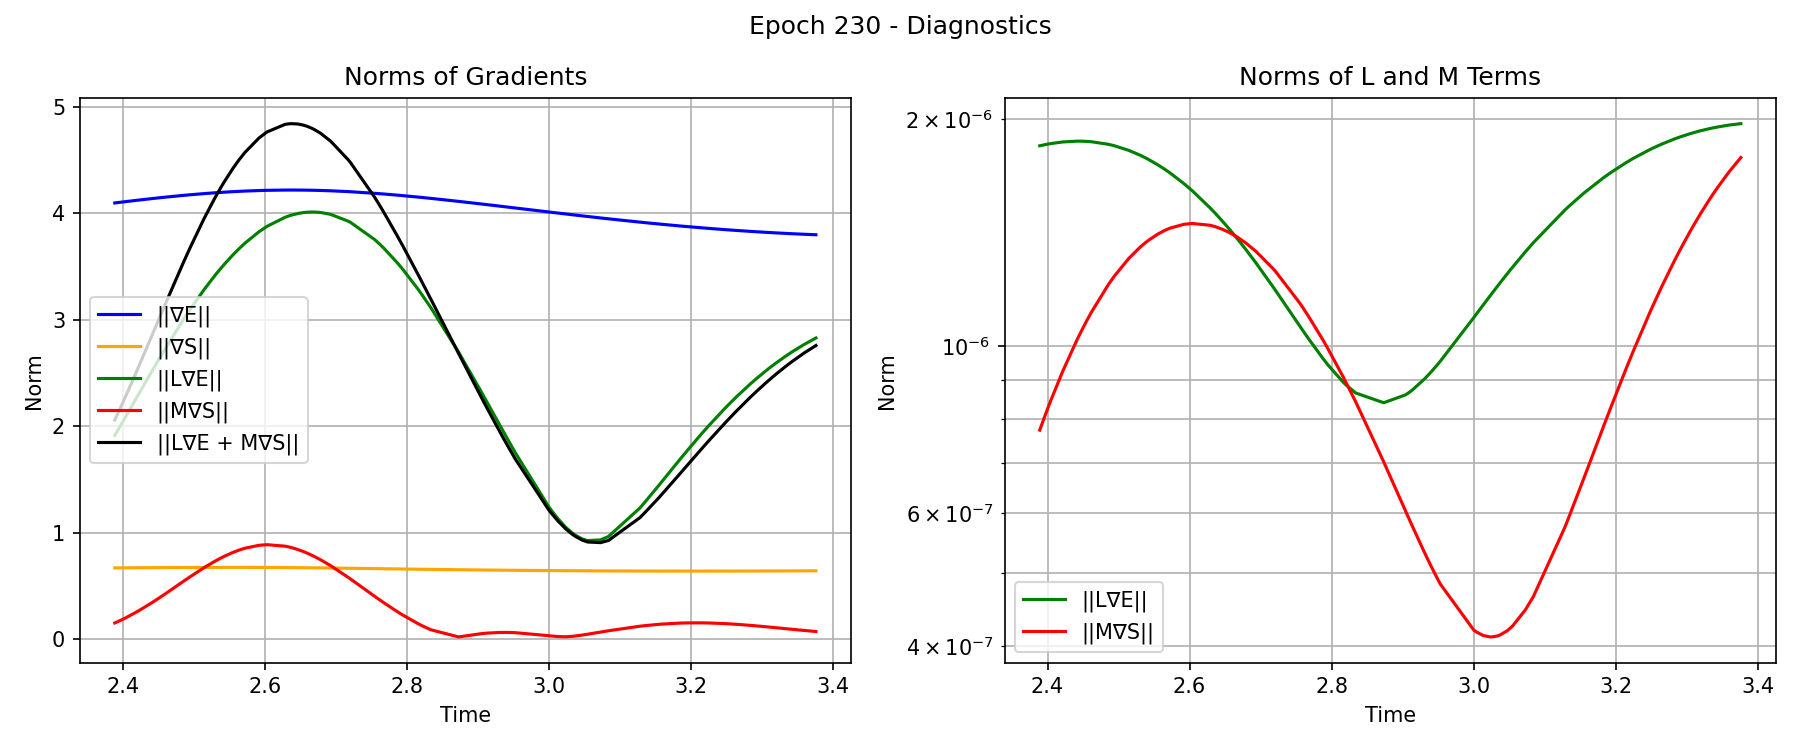 Epoch 230 - Diagnostics
Norms of Gradients
5
4
3
2
1
0
Norm
||∇E||
||∇S||
||L∇E||
||M∇S||
||L∇E + M∇S||
2.4 2.6 2.8 3.0 3.2 3.4
Time
Norms of L and M Terms
2 × 10⁻⁶
10⁻⁶
6 × 10⁻⁷
4 × 10⁻⁷
Norm
||L∇E||
||M∇S||
2.4 2.6 2.8 3.0 3.2 3.4
Time